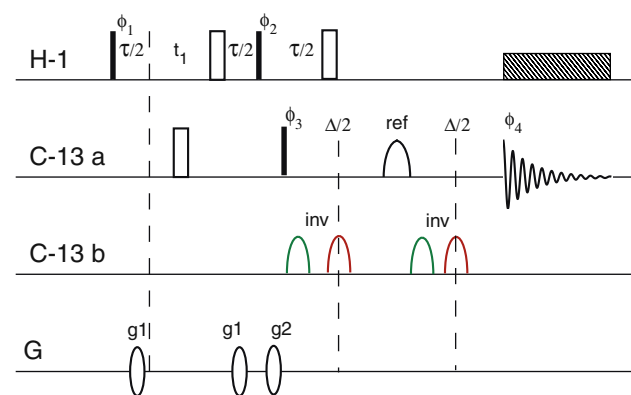 ϕ1 ϕ2
H-1 τ/2 t1 τ/2 τ/2
C-13 a ϕ3 Δ/2 ref Δ/2 ϕ4
C-13 b inv inv
G g1 g1 g2